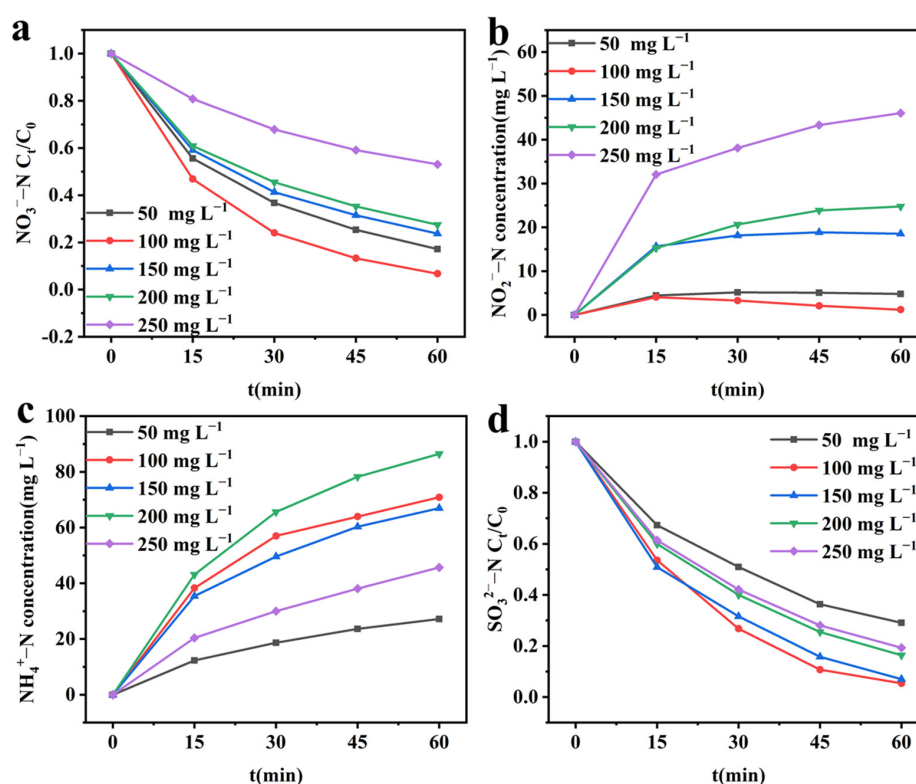 a
NO₃⁻–N Cₜ/C₀
1.0
0.8
0.6
0.4
0.2
0.0
-0.2
50 mg L⁻¹
100 mg L⁻¹
150 mg L⁻¹
200 mg L⁻¹
250 mg L⁻¹
0 15 30 45 60
t(min)
b
NO₂⁻–N concentration(mg L⁻¹)
60
50
40
30
20
10
0
50 mg L⁻¹
100 mg L⁻¹
150 mg L⁻¹
200 mg L⁻¹
250 mg L⁻¹
0 15 30 45 60
t(min)
c
NH₄⁺–N concentration(mg L⁻¹)
100
80
60
40
20
0
50 mg L⁻¹
100 mg L⁻¹
150 mg L⁻¹
200 mg L⁻¹
250 mg L⁻¹
0 15 30 45 60
t(min)
d
SO₃²⁻–N Cₜ/C₀
1.0
0.8
0.6
0.4
0.2
0.0
50 mg L⁻¹
100 mg L⁻¹
150 mg L⁻¹
200 mg L⁻¹
250 mg L⁻¹
0 15 30 45 60
t(min)